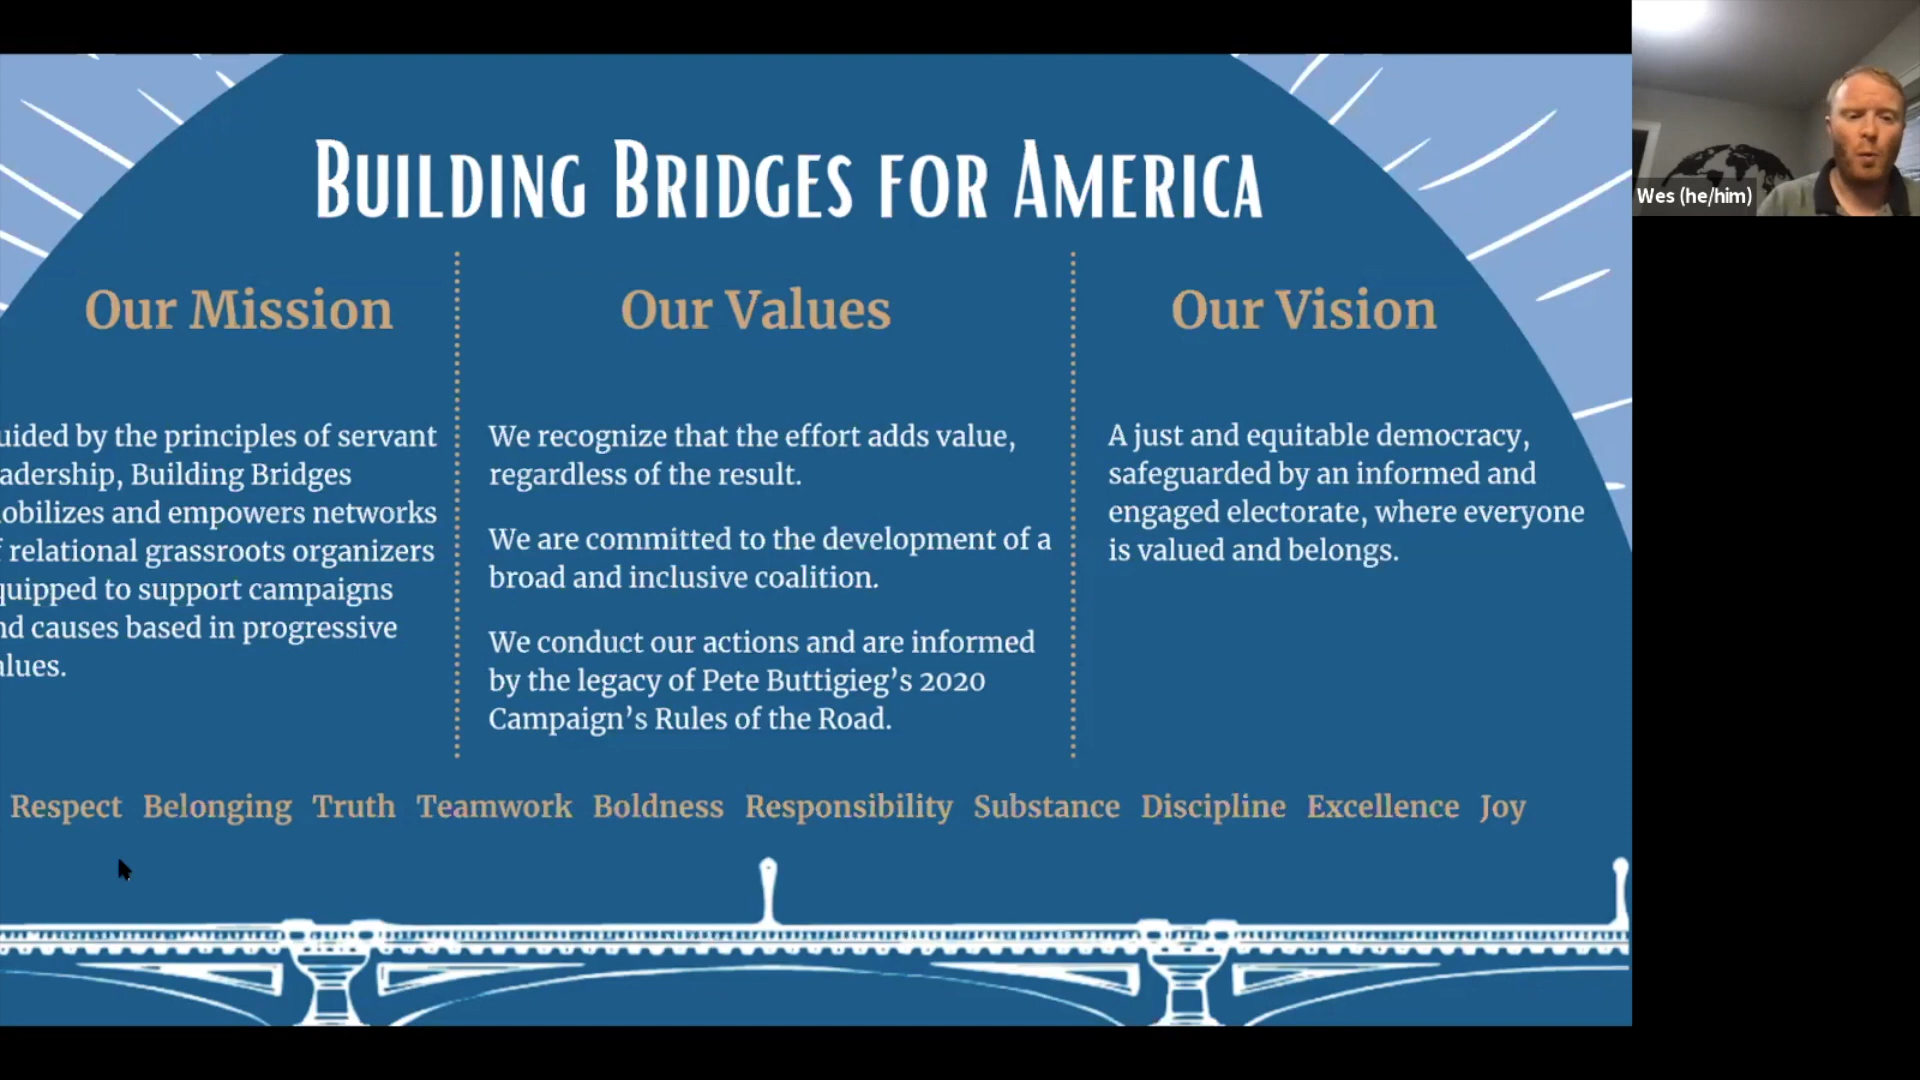 BUILDING BRIDGES FOR AMERICA
Our Mission
uided by the principles of servant
adership, Building Bridges
obilizes and empowers networks
f relational grassroots organizers
quipped to support campaigns
nd causes based in progressive
alues.
Our Values
We recognize that the effort adds value,
regardless of the result.
We are committed to the development of a
broad and inclusive coalition.
We conduct our actions and are informed
by the legacy of Pete Buttigieg’s 2020
Campaign’s Rules of the Road.
Our Vision
A just and equitable democracy,
safeguarded by an informed and
engaged electorate, where everyone
is valued and belongs.
Respect Belonging Truth Teamwork Boldness Responsibility Substance Discipline Excellence Joy
Wes (he/him)